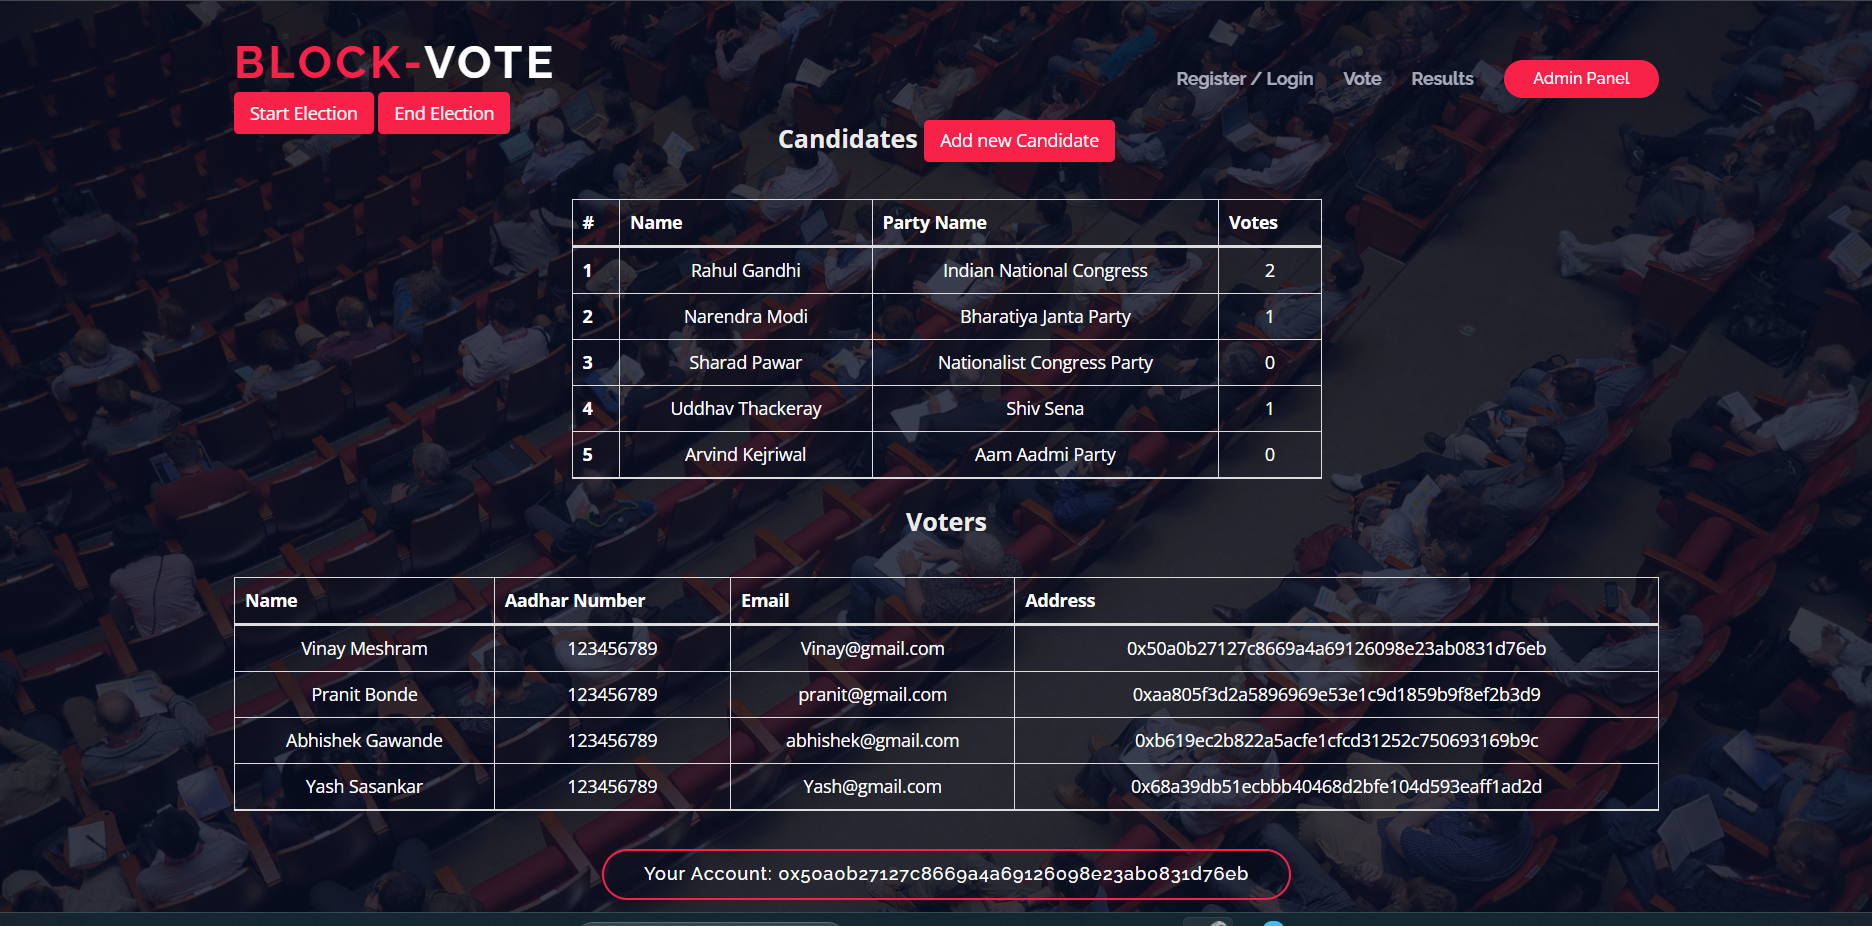 BLOCK-VOTE
Register / Login Vote Results Admin Panel
Start Election End Election
Candidates Add new Candidate
# Name Party Name Votes
1 Rahul Gandhi Indian National Congress 2
2 Narendra Modi Bharatiya Janta Party 1
3 Sharad Pawar Nationalist Congress Party 0
4 Uddhav Thackeray Shiv Sena 1
5 Arvind Kejriwal Aam Aadmi Party 0
Voters
Name Aadhar Number Email Address
Vinay Meshram 123456789 Vinay@gmail.com 0x50a0b27127c8669a4a69126098e23ab0831d76eb
Pranit Bonde 123456789 pranit@gmail.com 0xaa805f3d2a5896969e53e1c9d1859b9f8ef2b3d9
Abhishek Gawande 123456789 abhishek@gmail.com 0xb619ec2b822a5acfe1cfcd31252c750693169b9c
Yash Sasankar 123456789 Yash@gmail.com 0x68a39db51ecbbb40468d2bfe104d593eaff1ad2d
Your Account: 0x50a0b27127c8669a4a69126098e23ab0831d76eb